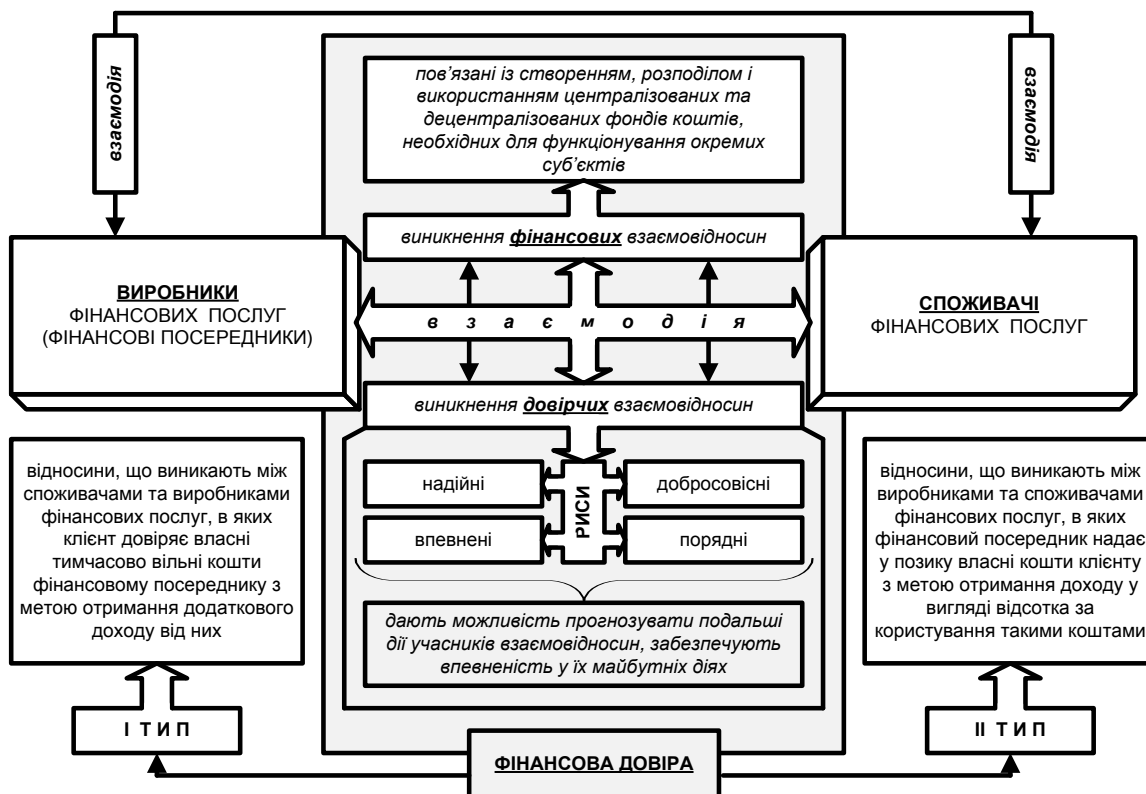 взаємодія
взаємодія
пов’язані із створенням, розподілом і
використанням централізованих та
децентралізованих фондів коштів,
необхідних для функціонування окремих
суб’єктів
виникнення фінансових взаємовідносин
ВИРОБНИКИ
ФІНАНСОВИХ ПОСЛУГ
(ФІНАНСОВІ ПОСЕРЕДНИКИ)
в з а є м о д і я
СПОЖИВАЧІ
ФІНАНСОВИХ ПОСЛУГ
виникнення довірчих взаємовідносин
відносини, що виникають між
споживачами та виробниками
фінансових послуг, в яких
клієнт довіряє власні
тимчасово вільні кошти
фінансовому посереднику з
метою отримання додаткового
доходу від них
надійні
добросовісні
РИСИ
впевнені
порядні
дають можливість прогнозувати подальші
дії учасників взаємовідносин, забезпечують
впевненість у їх майбутніх діях
відносини, що виникають між
виробниками та споживачами
фінансових послуг, в яких
фінансовий посередник надає
у позику власні кошти клієнту
з метою отримання доходу у
вигляді відсотка за
користування такими коштами
І Т И П
ІІ Т И П
ФІНАНСОВА ДОВІРА